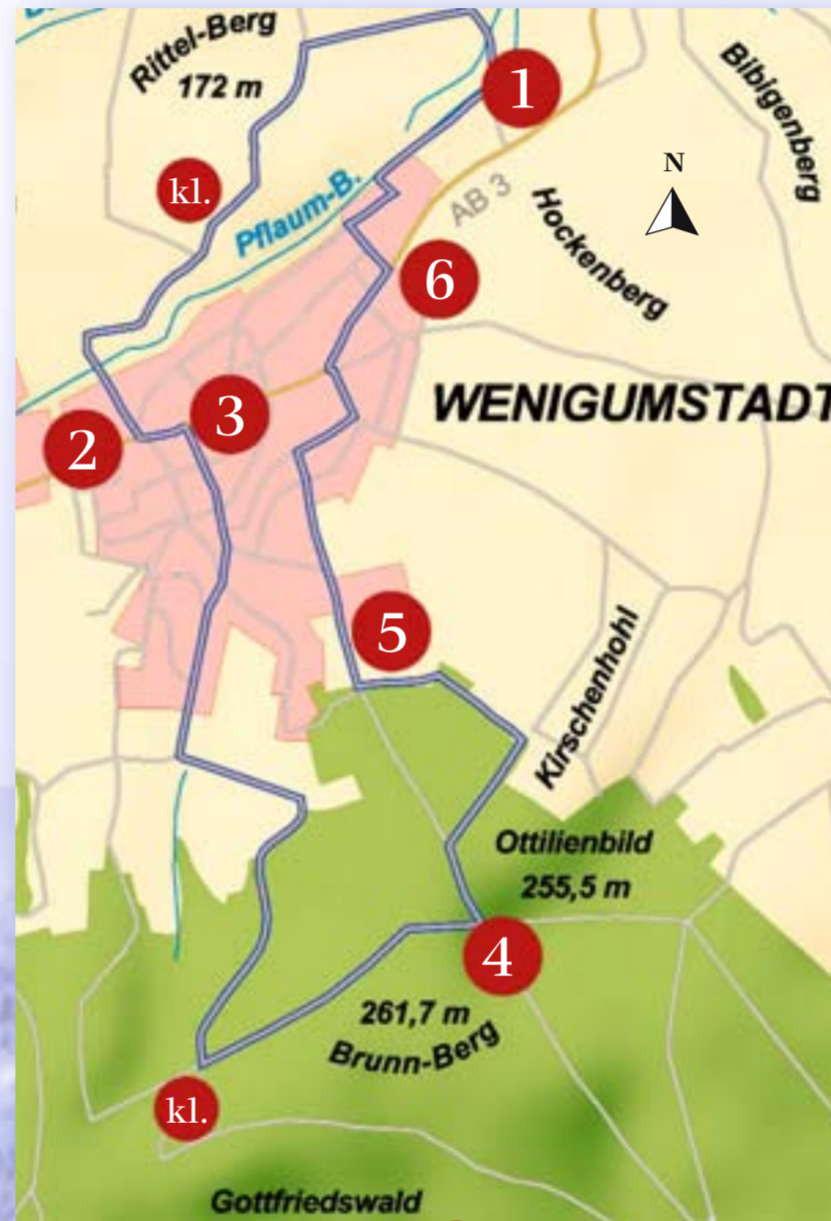 Rittel-Berg
172 m
1
Bibigenberg
N
kl.
Pflaum-B.
AB 3
Hockenberg
6
WENIGUMSTADT
3
2
5
Kirschenhohl
Ottilienbild
255,5 m
4
261,7 m
Brunn-Berg
kl.
Gottfriedswald